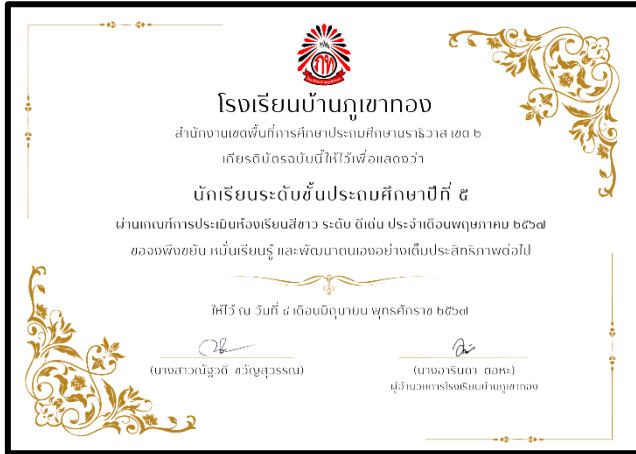 โรงเรียนบ้านภูเขาทอง
สำนักงานเขตพื้นที่การศึกษาประถมศึกษานราธิวาส เขต ๒
เกียรติบัตรฉบับนี้ให้ไว้เพื่อแสดงว่า
นักเรียนระดับชั้นประถมศึกษาปีที่ ๕
ผ่านเกณฑ์การประเมินห้องเรียนสีขาว ระดับ ดีเด่น ประจำเดือนพฤษภาคม ๒๕๖๗
ขอจงพึงขยัน หมั่นเรียนรู้ และพัฒนาตนเองอย่างเต็มประสิทธิภาพต่อไป
ให้ไว้ ณ วันที่ ๔ เดือนมิถุนายน พุทธศักราช ๒๕๖๗
(นางสาวณัฐวดี ขวัญสุวรรณ)
(นางอารินดา ตอหะ)
ผู้อำนวยการโรงเรียนบ้านภูเขาทอง